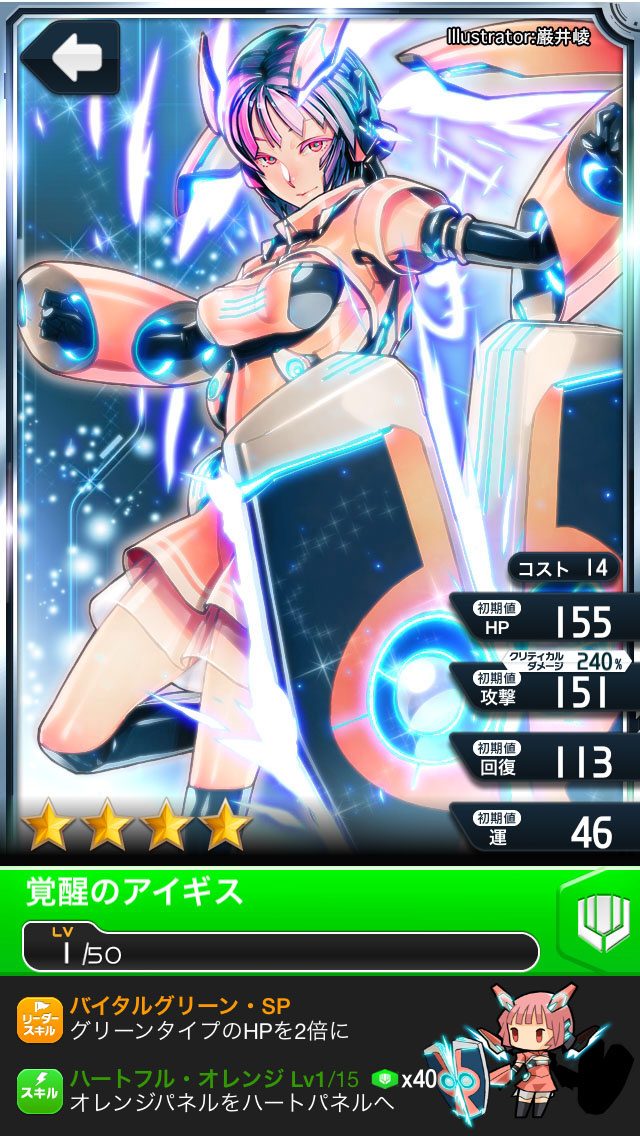 Illustrator:巌井崚
コスト 14
初期値
HP 155
クリティカル
ダメージ 240%
初期値
攻撃 151
初期値
回復 113
初期値
運 46
覚醒のアイギス
LV
1/50
リーダー
スキル
バイタルグリーン・SP
グリーンタイプのHPを2倍に
スキル
ハートフル・オレンジ Lv1/15 x40
オレンジパネルをハートパネルへ